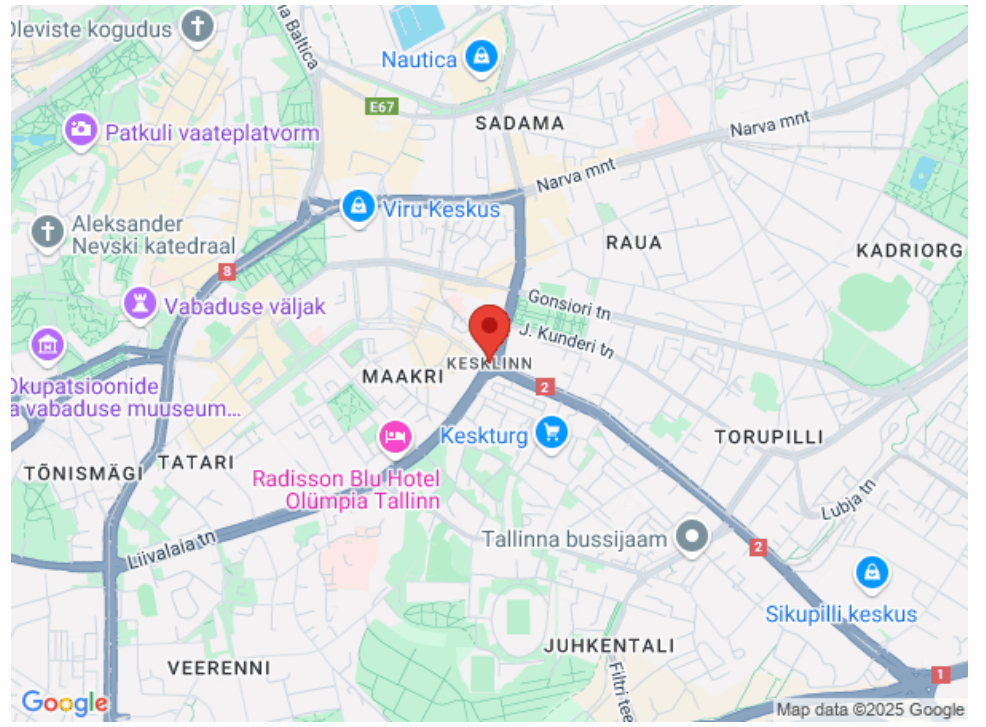 Oleviste kogudus
Baltica
Nautica
E67
SADAMA
Narva mnt
Patkuli vaateplatvorm
Narva mnt
Viru Keskus
Aleksander
Nevski katedraal
RAUA
KADRIORG
8
Gonsiori tn
Vabaduse väljak
J. Kunderi tn
KESKLINN
MAAKRI
2
Okupatsioonide
a vabaduse muuseum...
Keskturg
TORUPILLI
TÕNISMÄGI
TATARI
Radisson Blu Hotel
Olümpia Tallinn
Lubja tn
Liivalaia tn
Tallinna bussijaam
2
Sikupilli keskus
JUHKENTALI
VEERENNI
Filtri tee
1
Google
Map data ©2025 Google